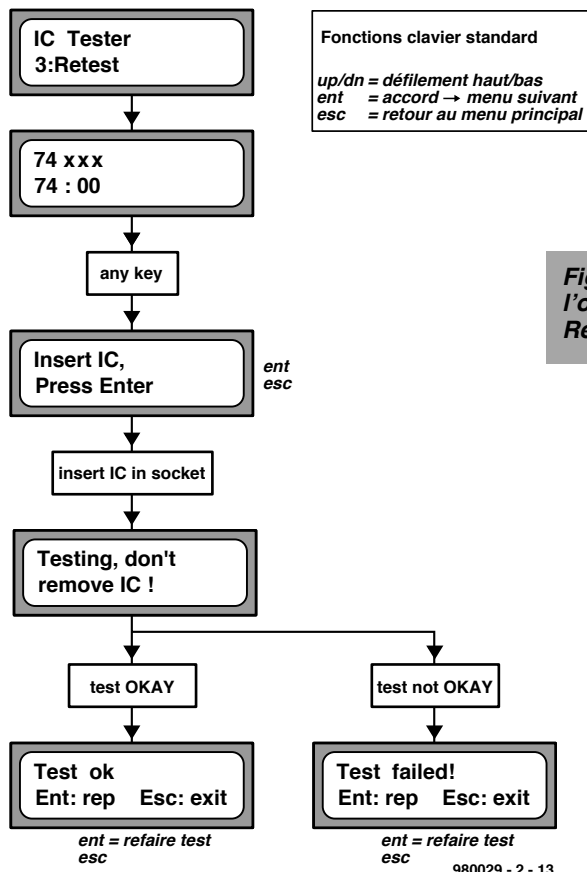 IC Tester
3:Retest
Fonctions clavier standard
up/dn = défilement haut/bas
ent = accord → menu suivant
esc = retour au menu principal
74 xxx
74 : 00
any key
Insert IC,
Press Enter
ent
esc
insert IC in socket
Testing, don't
remove IC !
test OKAY
test not OKAY
Test ok
Ent: rep Esc: exit
ent = refaire test
esc
Test failed!
Ent: rep Esc: exit
ent = refaire test
esc
980029 - 2 - 13